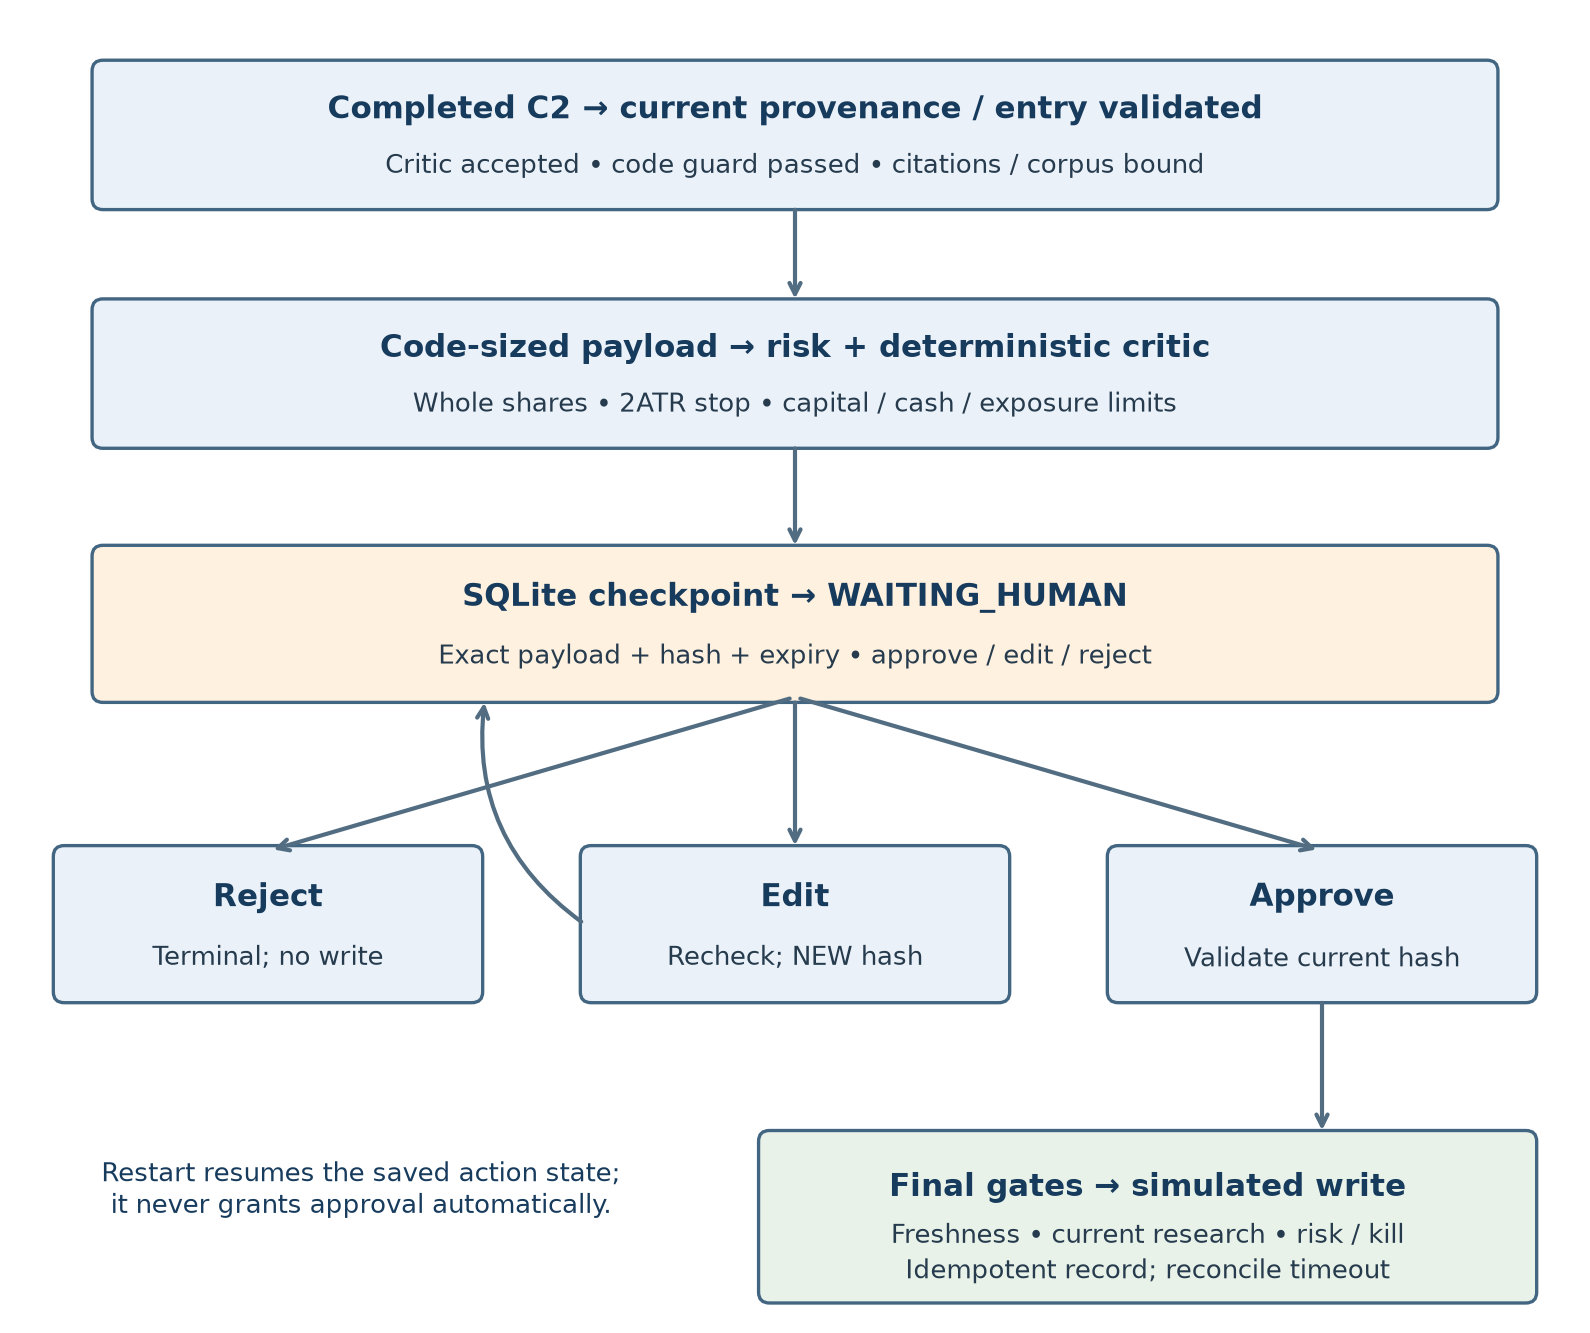 Completed C2 → current provenance / entry validated
Critic accepted • code guard passed • citations / corpus bound
Code-sized payload → risk + deterministic critic
Whole shares • 2ATR stop • capital / cash / exposure limits
SQLite checkpoint → WAITING_HUMAN
Exact payload + hash + expiry • approve / edit / reject
Reject
Terminal; no write
Edit
Recheck; NEW hash
Approve
Validate current hash
Restart resumes the saved action state;
it never grants approval automatically.
Final gates → simulated write
Freshness • current research • risk / kill
Idempotent record; reconcile timeout